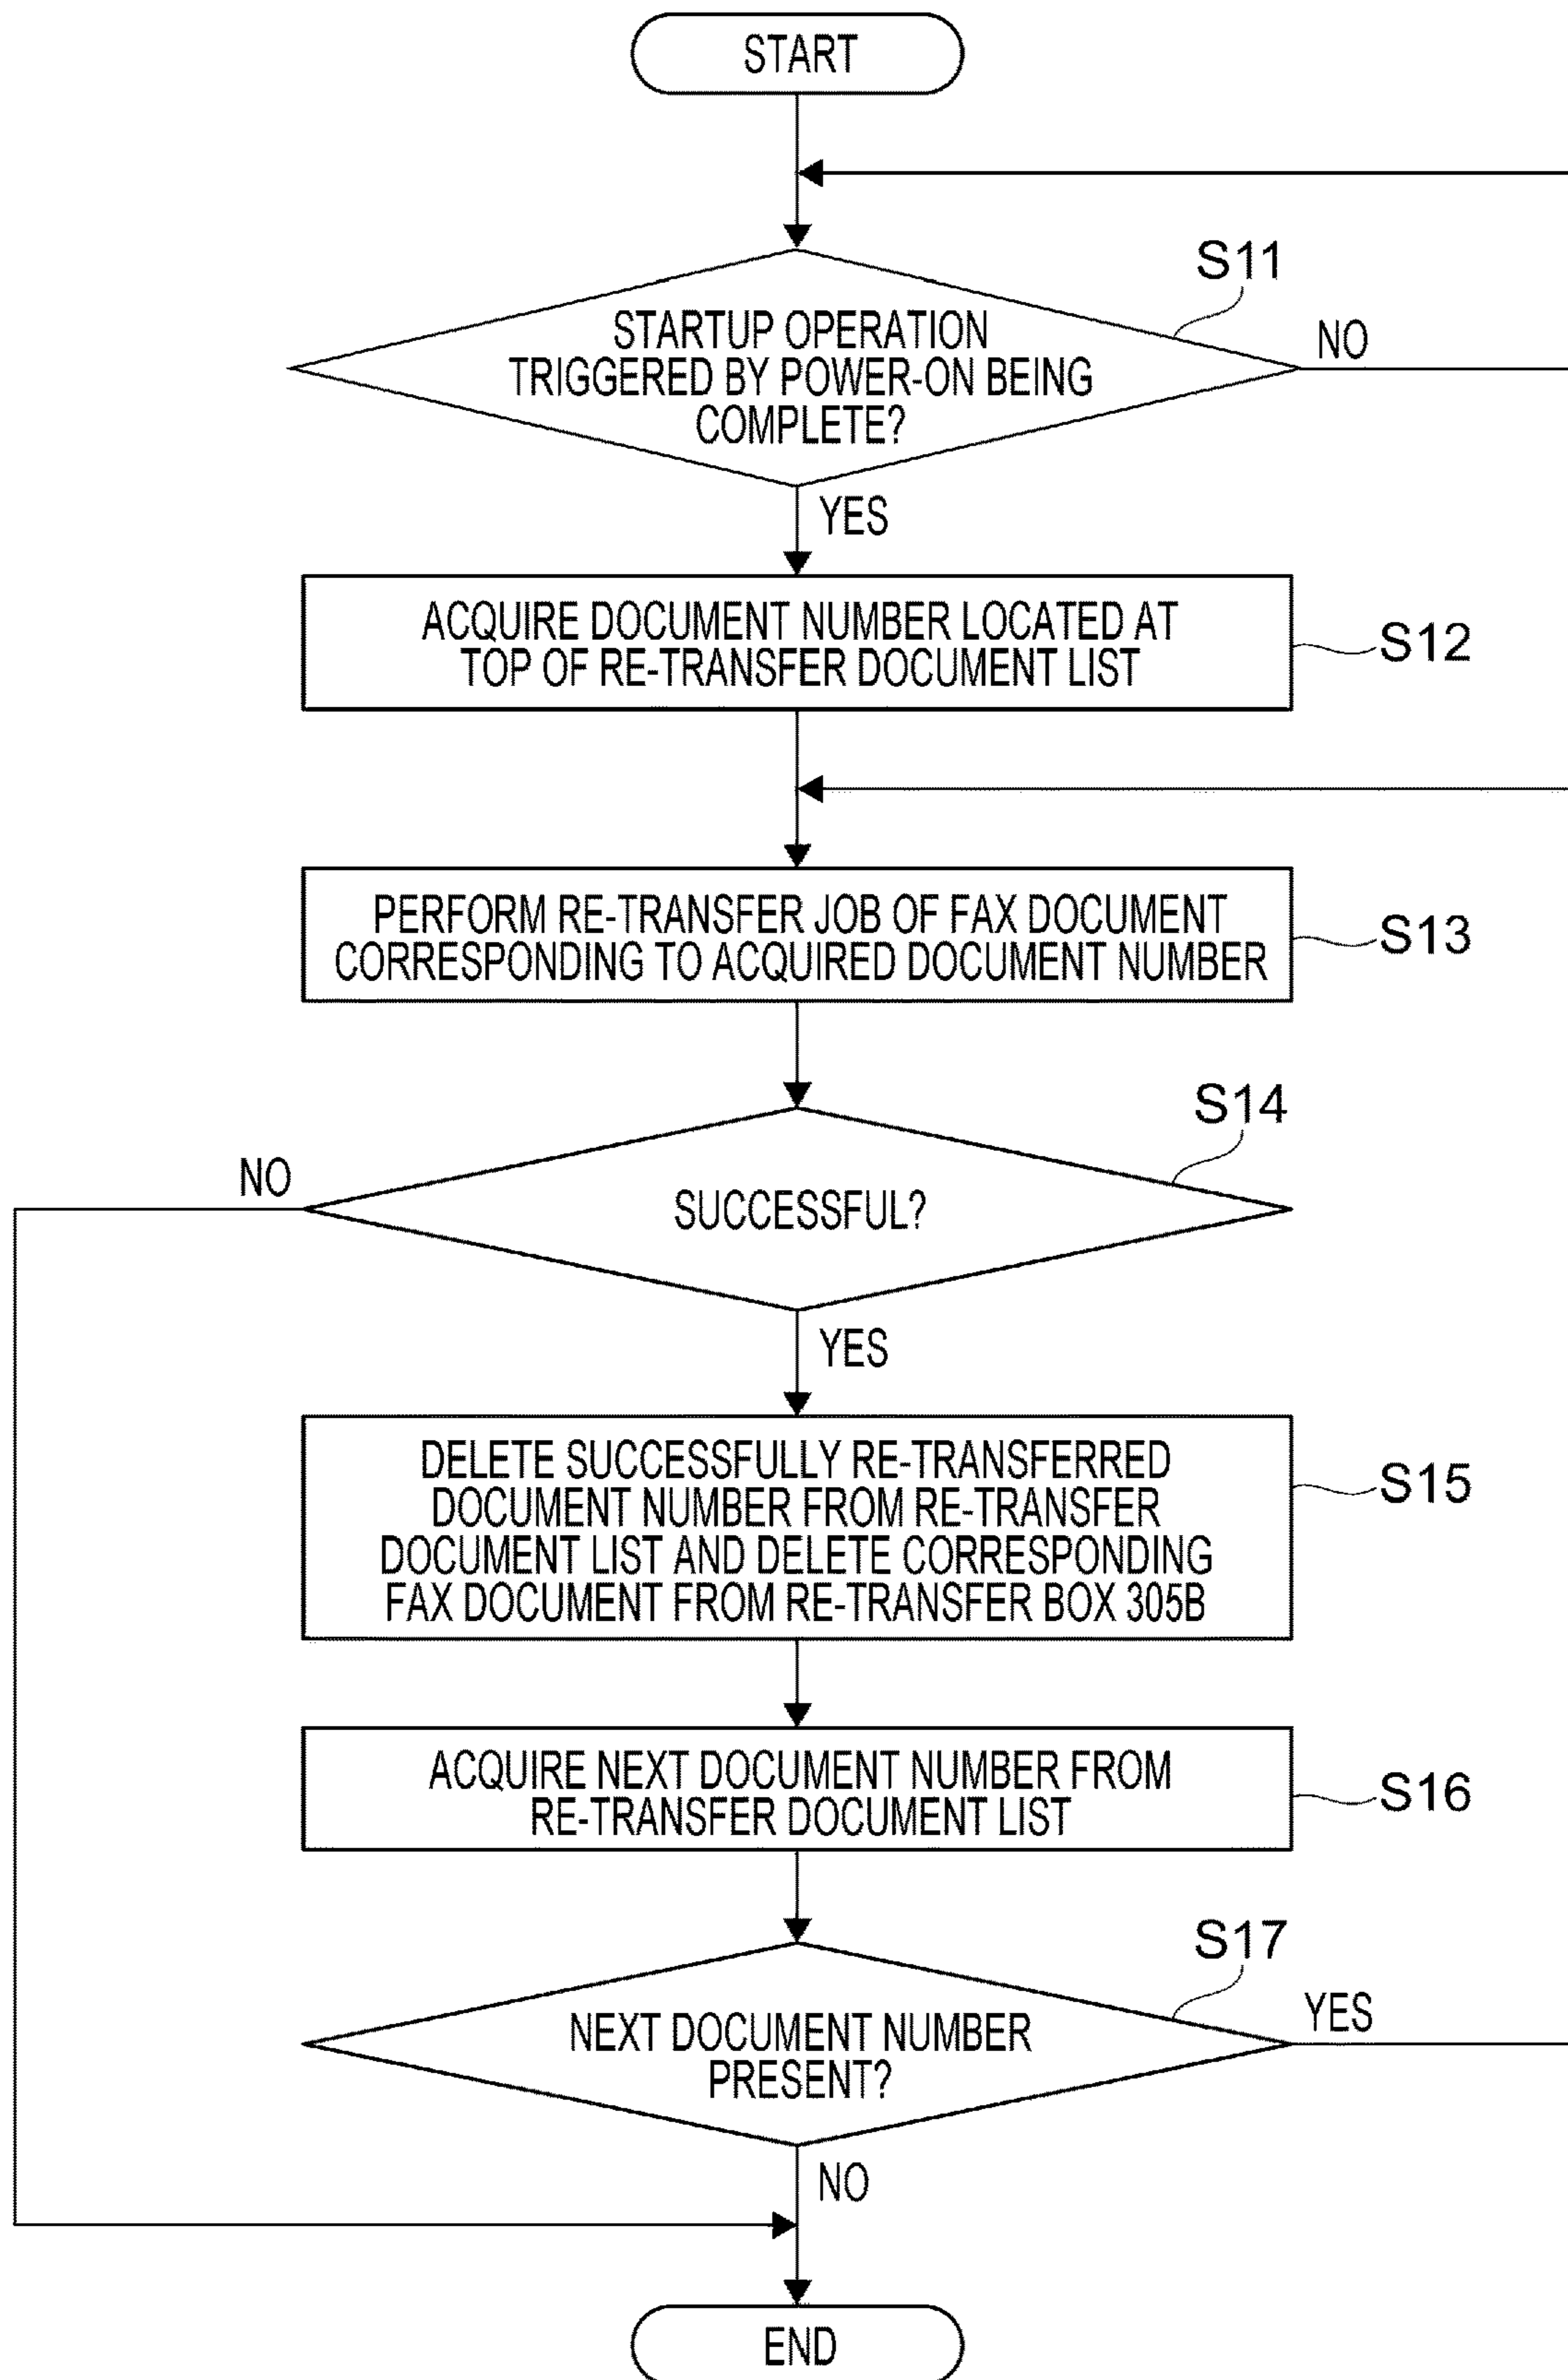 START
S11
STARTUP OPERATION
TRIGGERED BY POWER-ON BEING
COMPLETE?
NO
YES
ACQUIRE DOCUMENT NUMBER LOCATED AT
TOP OF RE-TRANSFER DOCUMENT LIST
S12
PERFORM RE-TRANSFER JOB OF FAX DOCUMENT
CORRESPONDING TO ACQUIRED DOCUMENT NUMBER
S13
S14
NO
SUCCESSFUL?
YES
DELETE SUCCESSFULLY RE-TRANSFERRED
DOCUMENT NUMBER FROM RE-TRANSFER
DOCUMENT LIST AND DELETE CORRESPONDING
FAX DOCUMENT FROM RE-TRANSFER BOX 305B
S15
ACQUIRE NEXT DOCUMENT NUMBER FROM
RE-TRANSFER DOCUMENT LIST
S16
S17
NEXT DOCUMENT NUMBER
PRESENT?
YES
NO
END